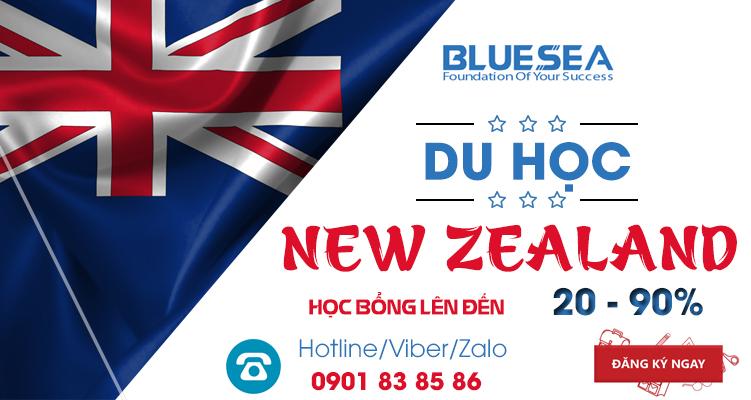 BLUESEA
Foundation Of Your Success
DU HỌC
NEW ZEALAND
HỌC BỔNG LÊN ĐẾN 20 - 90%
Hotline/Viber/Zalo
0901 83 85 86
ĐĂNG KÝ NGAY